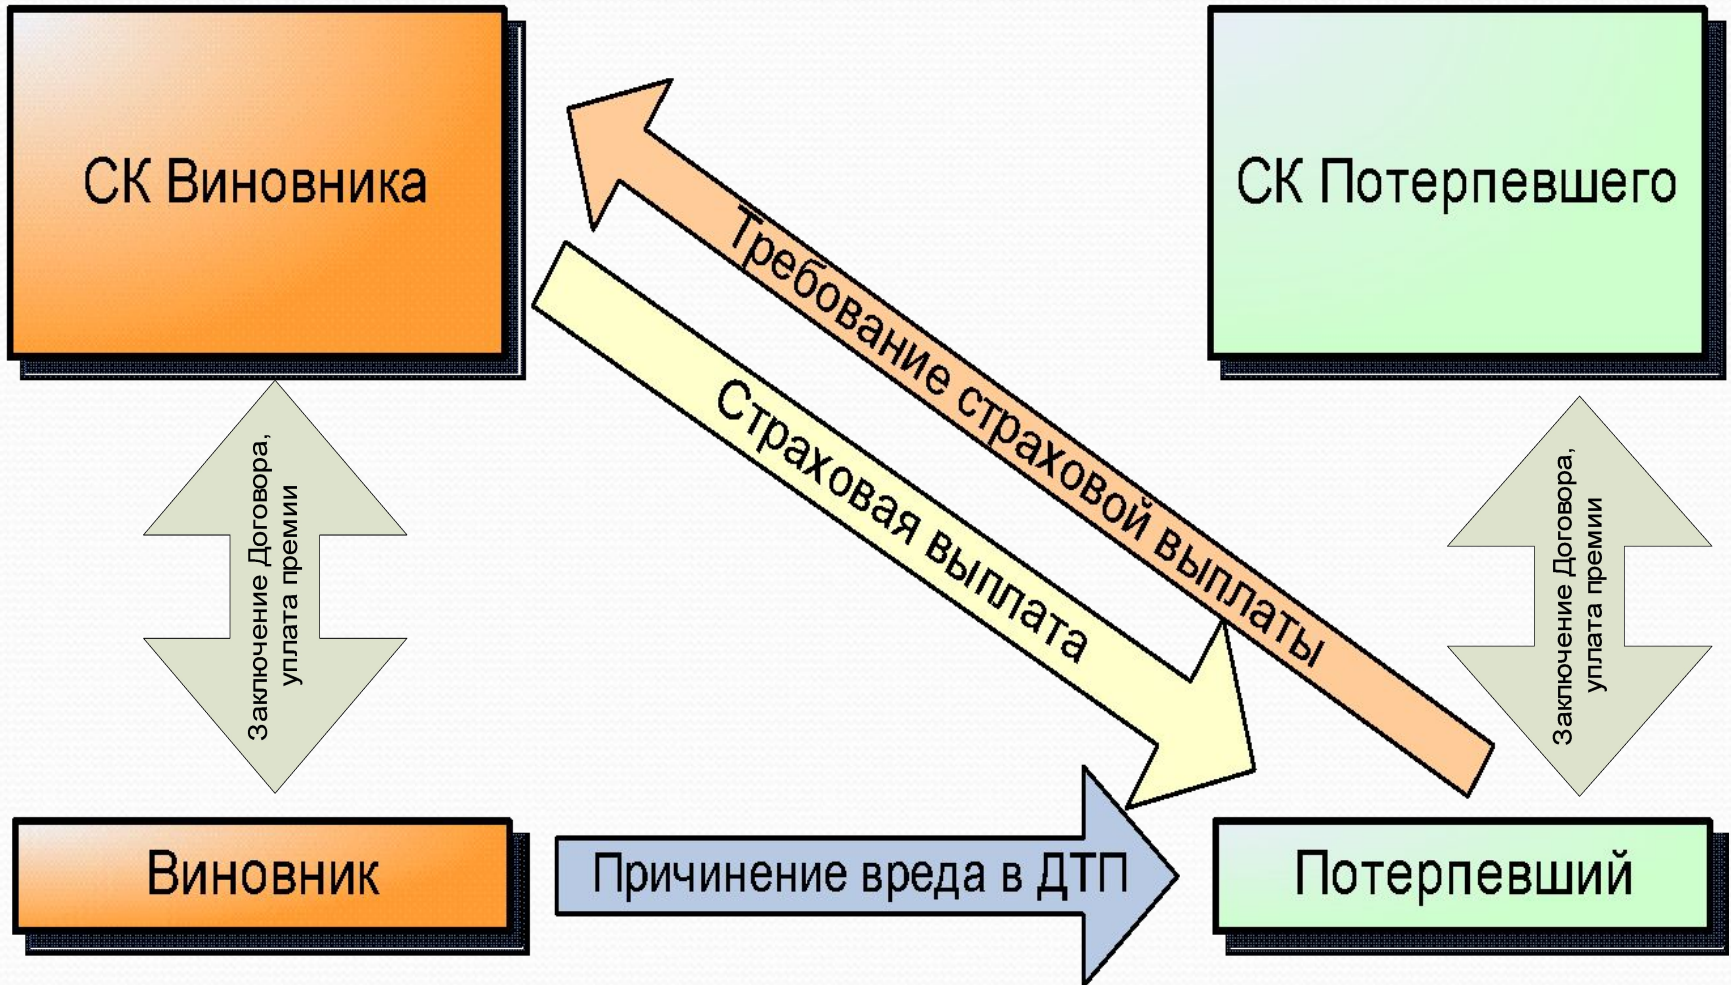 СК Виновника
СК Потерпевшего
Требование страховой выплаты
Страховая выплата
Заключение Договора,
уплата премии
Заключение Договора,
уплата премии
Виновник
Причинение вреда в ДТП
Потерпевший